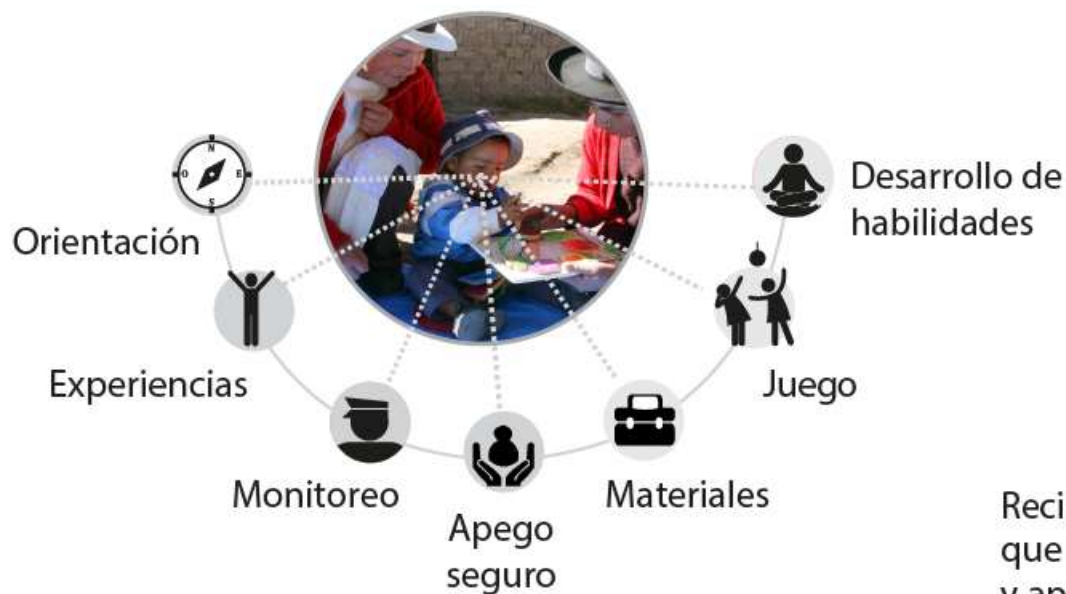 N
O
E
S
Orientación
Experiencias
Monitoreo
Apego
seguro
Materiales
Juego
Desarrollo de
habilidades
Reci
que